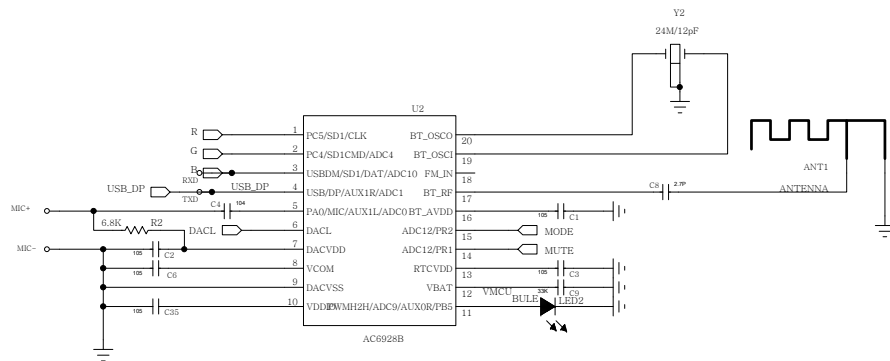 Y2
24M/12pF
U2
R
1
PC5/SD1/CLK
BT_OSCO
20
G
2
PC4/SD1CMD/ADC4
BT_OSCI
19
B
RXD
3
USBDM/SD1/DAT/ADC10
FM_IN
18
USB_DP
TXD
USB_DP
4
USB/DP/AUX1R/ADC1
BT_RF
17
C8
2.7P
ANT1
ANTENNA
MIC+
C4
104
5
PA0/MIC/AUX1L/ADC0
BT_AVDD
16
105
C1
6.8K
R2
DACL
6
DACL
ADC12/PR2
15
MODE
MIC-
105
C2
7
DACVDD
ADC12/PR1
14
MUTE
105
C6
8
VCOM
RTCVDD
13
105
C3
9
DACVSS
VBAT
12
VMCU
33K
C9
BULE
LED2
105
C35
10
PWMH2H/ADC9/AUX0R/PB5
11
AC6928B